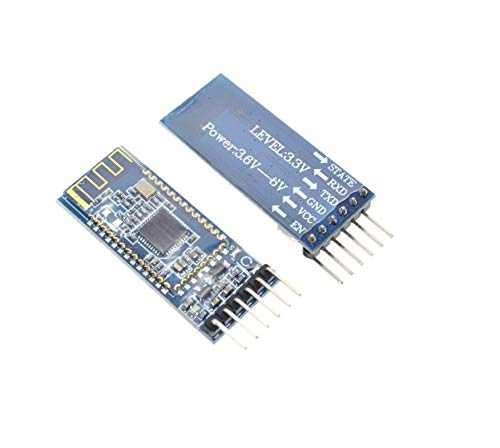 LEVEL:3.3V
Power:3.6V—6V
STATE
RXD
TXD
GND
VCC
EN